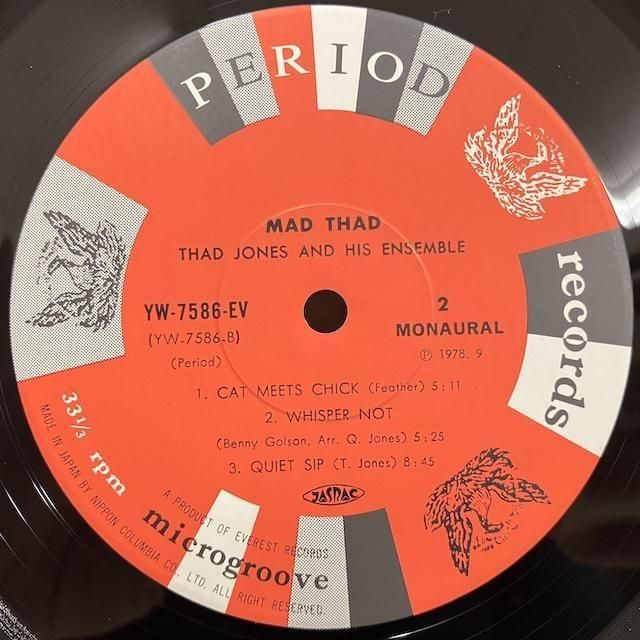 PERIOD
records
MAD THAD
THAD JONES AND HIS ENSEMBLE
YW-7586-EV
(YW-7586-B)
(Period)
2
MONAURAL
Ⓟ 1978. 9
1. CAT MEETS CHICK (Feather) 5:11
2. WHISPER NOT
(Benny Golson, Arr. Q. Jones) 5:25
3. QUIET SIP (T. Jones) 8:45
JASRAC
33 1/3 rpm
microgroove
A PRODUCT OF EVEREST RECORDS
MADE IN JAPAN BY NIPPON COLUMBIA CO., LTD. ALL RIGHT RESERVED